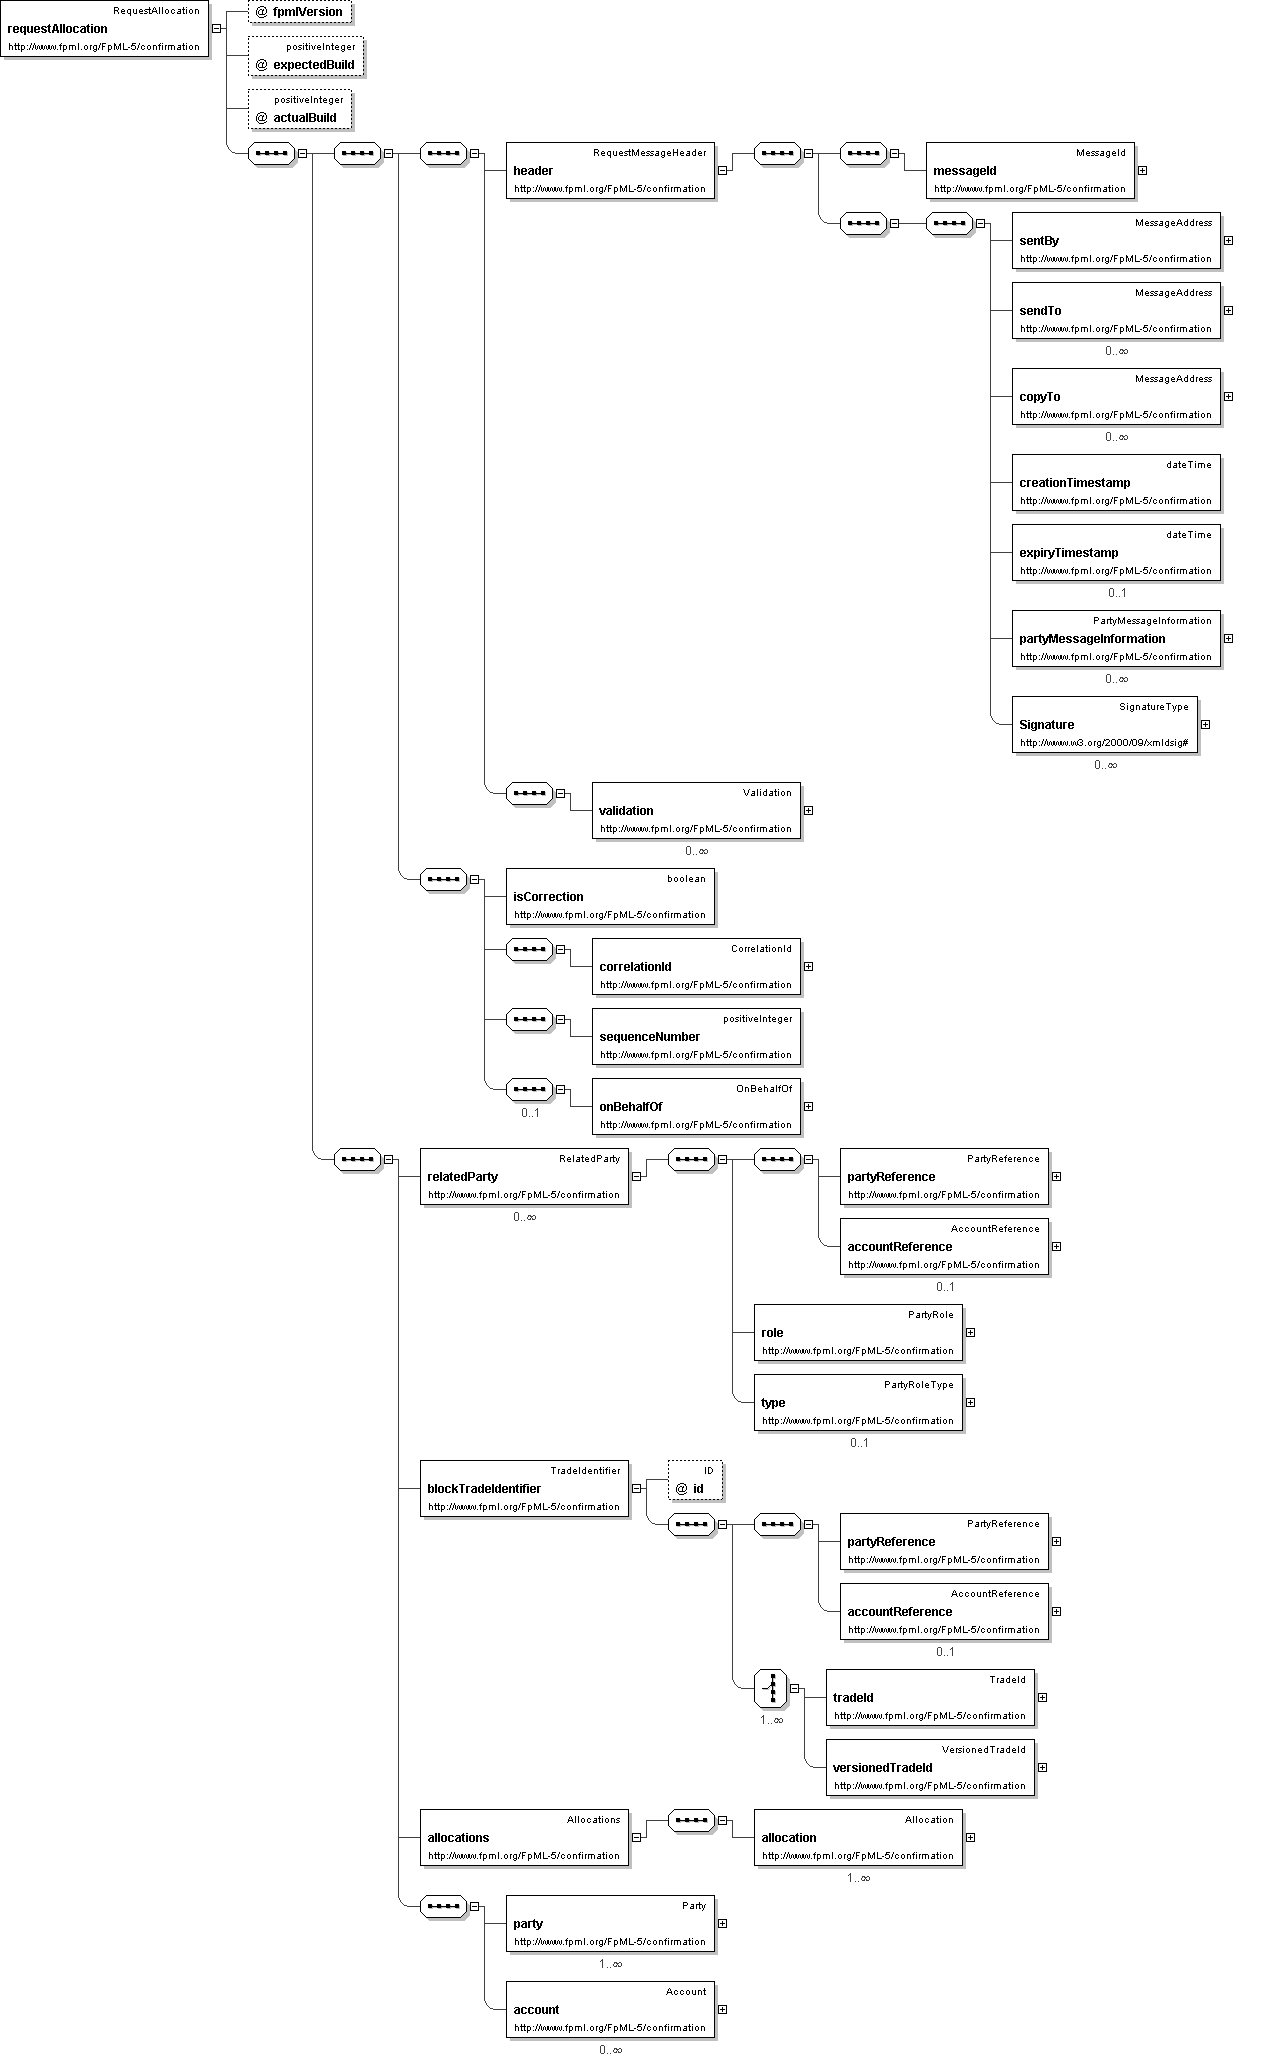 RequestAllocation
requestAllocation
http://www.fpml.org/FpML-5/confirmation
@ fpmlVersion
positiveInteger
@ expectedBuild
positiveInteger
@ actualBuild
RequestMessageHeader
header
http://www.fpml.org/FpML-5/confirmation
MessageId
messageId
http://www.fpml.org/FpML-5/confirmation
MessageAddress
sentBy
http://www.fpml.org/FpML-5/confirmation
MessageAddress
sendTo
http://www.fpml.org/FpML-5/confirmation
0..∞
MessageAddress
copyTo
http://www.fpml.org/FpML-5/confirmation
0..∞
dateTime
creationTimestamp
http://www.fpml.org/FpML-5/confirmation
dateTime
expiryTimestamp
http://www.fpml.org/FpML-5/confirmation
0..1
PartyMessageInformation
partyMessageInformation
http://www.fpml.org/FpML-5/confirmation
0..∞
SignatureType
Signature
http://www.w3.org/2000/09/xmldsig#
0..∞
Validation
validation
http://www.fpml.org/FpML-5/confirmation
0..∞
boolean
isCorrection
http://www.fpml.org/FpML-5/confirmation
CorrelationId
correlationId
http://www.fpml.org/FpML-5/confirmation
positiveInteger
sequenceNumber
http://www.fpml.org/FpML-5/confirmation
0..1
OnBehalfOf
onBehalfOf
http://www.fpml.org/FpML-5/confirmation
RelatedParty
relatedParty
http://www.fpml.org/FpML-5/confirmation
0..∞
PartyReference
partyReference
http://www.fpml.org/FpML-5/confirmation
AccountReference
accountReference
http://www.fpml.org/FpML-5/confirmation
0..1
PartyRole
role
http://www.fpml.org/FpML-5/confirmation
PartyRoleType
type
http://www.fpml.org/FpML-5/confirmation
0..1
TradeIdentifier
blockTradeIdentifier
http://www.fpml.org/FpML-5/confirmation
ID
@ id
PartyReference
partyReference
http://www.fpml.org/FpML-5/confirmation
AccountReference
accountReference
http://www.fpml.org/FpML-5/confirmation
0..1
1..∞
TradeId
tradeId
http://www.fpml.org/FpML-5/confirmation
VersionedTradeId
versionedTradeId
http://www.fpml.org/FpML-5/confirmation
Allocations
allocations
http://www.fpml.org/FpML-5/confirmation
Allocation
allocation
http://www.fpml.org/FpML-5/confirmation
1..∞
Party
party
http://www.fpml.org/FpML-5/confirmation
1..∞
Account
account
http://www.fpml.org/FpML-5/confirmation
0..∞